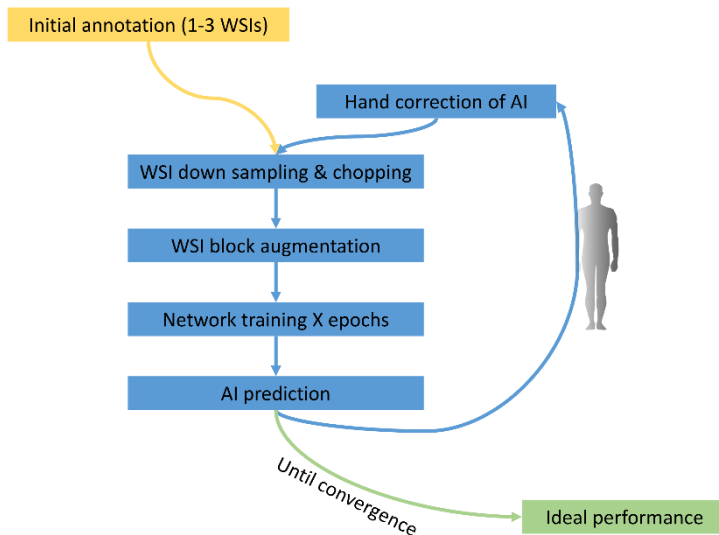 Initial annotation (1-3 WSIs)
Hand correction of AI
WSI down sampling & chopping
WSI block augmentation
Network training X epochs
AI prediction
Until convergence
Ideal performance